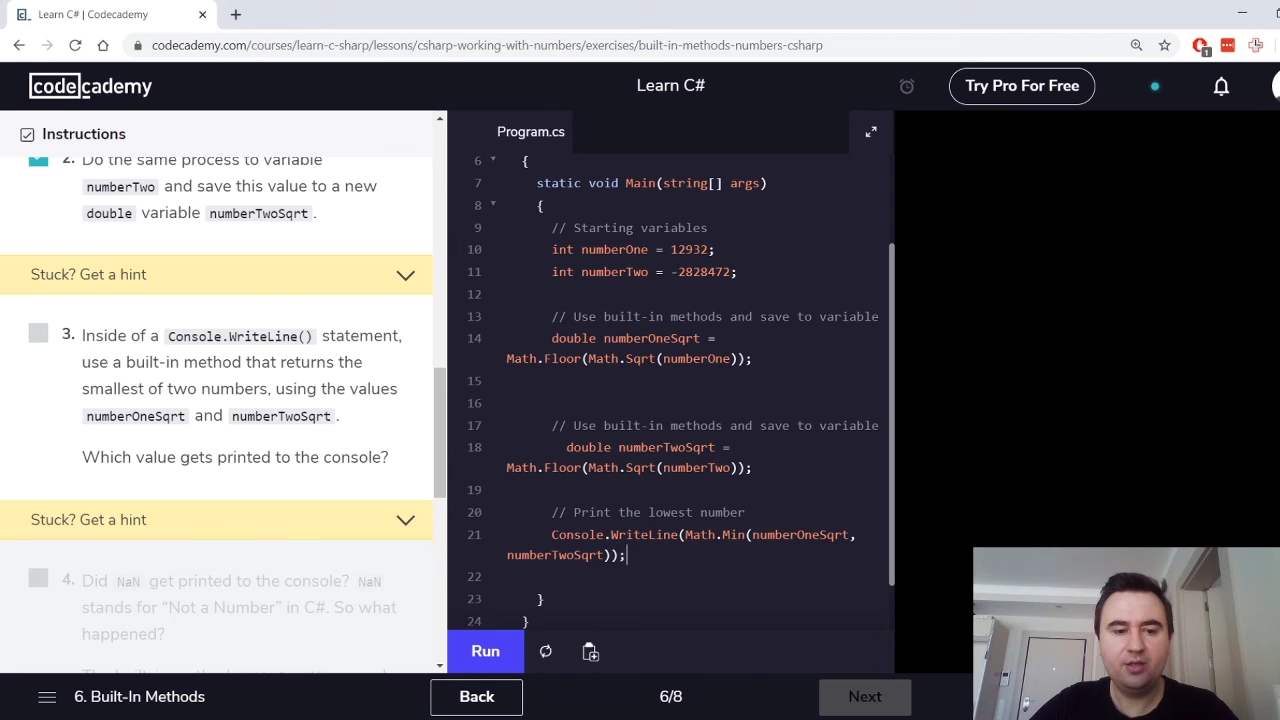 Learn C# | Codecademy
codecademy.com/courses/learn-c-sharp/lessons/csharp-working-with-numbers/exercises/built-in-methods-numbers-csharp
1
codecademy
Learn C#
Try Pro For Free
Instructions
2. Do the same process to variable
numberTwo and save this value to a new
double variable numberTwoSqrt.
Stuck? Get a hint
3. Inside of a Console.WriteLine() statement,
use a built-in method that returns the
smallest of two numbers, using the values
numberOneSqrt and numberTwoSqrt.
Which value gets printed to the console?
Stuck? Get a hint
4. Did NaN get printed to the console? NaN
stands for “Not a Number” in C#. So what
happened?
Program.cs
6 {
7 static void Main(string[] args)
8 {
9 // Starting variables
10 int numberOne = 12932;
11 int numberTwo = -2828472;
12
13 // Use built-in methods and save to variable
14 double numberOneSqrt =
Math.Floor(Math.Sqrt(numberOne));
15
16
17 // Use built-in methods and save to variable
18 double numberTwoSqrt =
Math.Floor(Math.Sqrt(numberTwo));
19
20 // Print the lowest number
21 Console.WriteLine(Math.Min(numberOneSqrt,
numberTwoSqrt));
22
23 }
24 }
Run
6. Built-In Methods
Back
6/8
Next